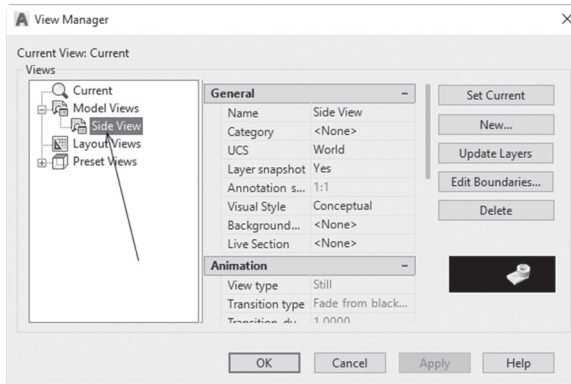 View Manager
Current View: Current
Views
Current
Model Views
Side View
Layout Views
Preset Views
General
Name Side View
Category <None>
UCS World
Layer snapshot Yes
Annotation s... 1:1
Visual Style Conceptual
Background... <None>
Live Section <None>
Animation
View type Still
Transition type Fade from black...
1.0000
Set Current
New...
Update Layers
Edit Boundaries...
Delete
OK
Cancel
Apply
Help